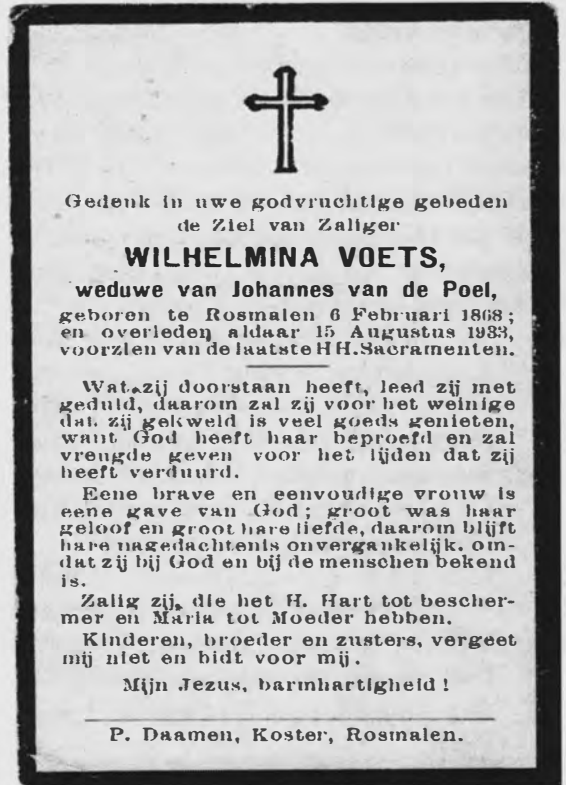 Gedenk in uwe godvruchtige gebeden
de Ziel van Zaliger
WILHELMINA VOETS,
weduwe van Johannes van de Poel,
geboren te Rosmalen 6 Februari 1868;
en overleden aldaar 15 Augustus 1933,
voorzien van de laatste HH. Sacramenten.
Wat zij doorstaan heeft, leed zij met
geduld, daarom zal zij voor het weinige
dat zij gekweld is veel goeds genieten,
want God heeft haar beproefd en zal
vreugde geven voor het lijden dat zij
heeft verduurd.
Eene brave en eenvoudige vrouw is
eene gave van God; groot was haar
geloof en groot hare liefde, daarom blijft
hare nagedachtenis onvergankelijk. om-
dat zij bij God en bij de menschen bekend
is.
Zalig zij, die het H. Hart tot bescher-
mer en Maria tot Moeder hebben.
Kinderen, broeder en zusters, vergeet
mij niet en bidt voor mij.
Mijn Jezus, barmhartigheid!
P. Daamen, Koster, Rosmalen.